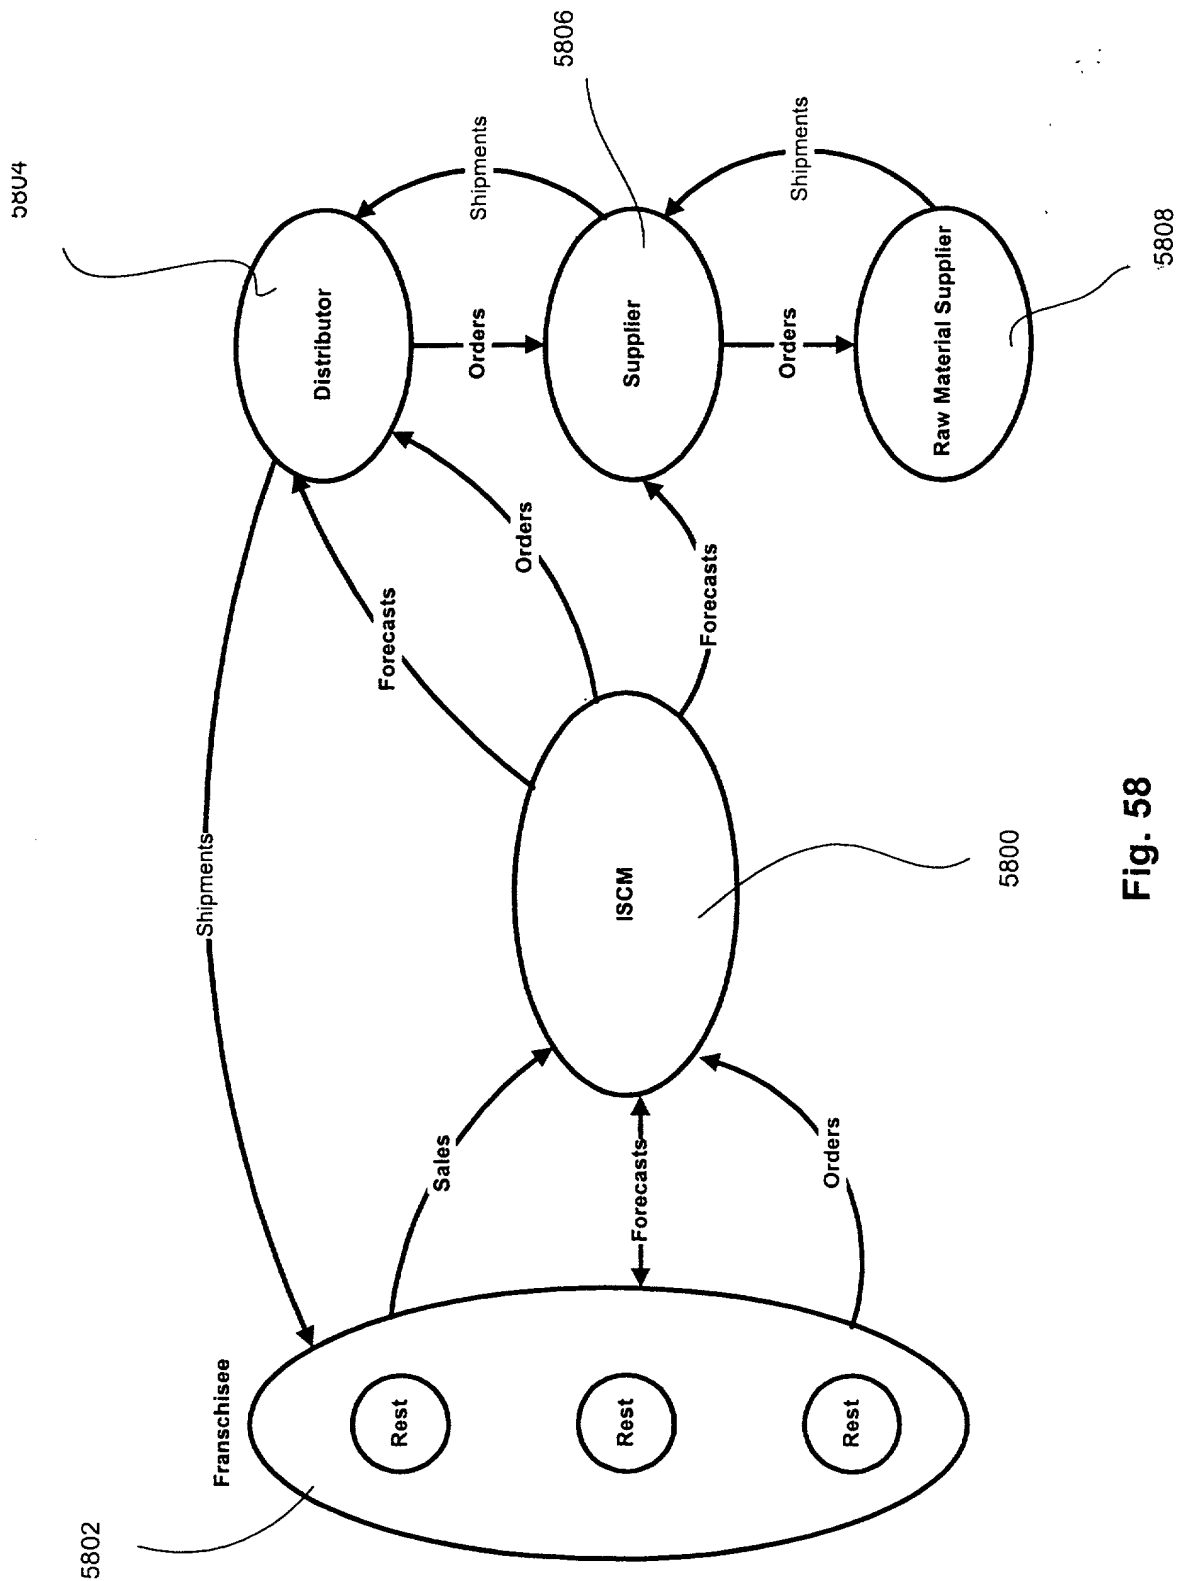 5802
Franschisee
Rest
Rest
Rest
Shipments
Sales
Forecasts
Orders
ISCM
5800
Forecasts
Orders
Forecasts
5804
Distributor
Shipments
Orders
5806
Supplier
Shipments
Orders
Raw Material Supplier
5808
Fig. 58